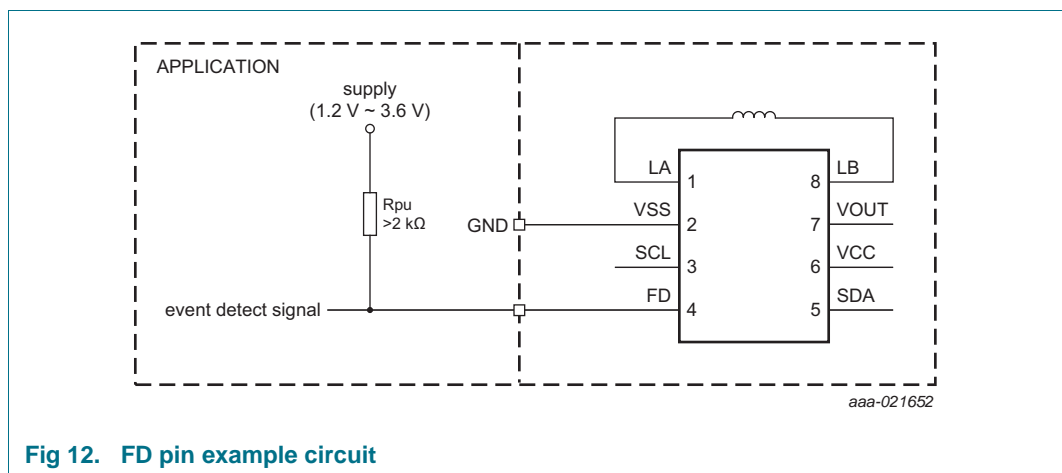 APPLICATION
supply
(1.2 V ~ 3.6 V)
Rpu
>2 kΩ
GND
event detect signal
LA
1
8
LB
VSS
2
7
VOUT
SCL
3
6
VCC
FD
4
5
SDA
aaa-021652
Fig 12. FD pin example circuit